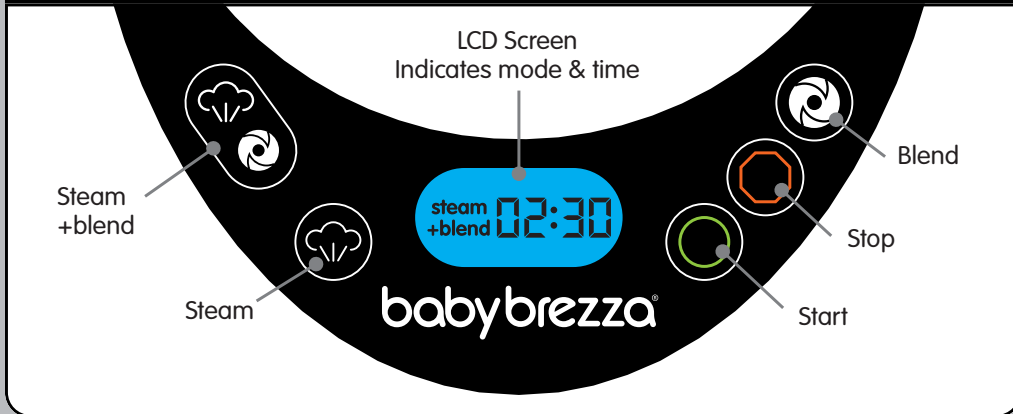 LCD Screen
Indicates mode & time
Blend
Steam
+blend
steam
+blend 02:30
Stop
Steam
babybrezza®
Start